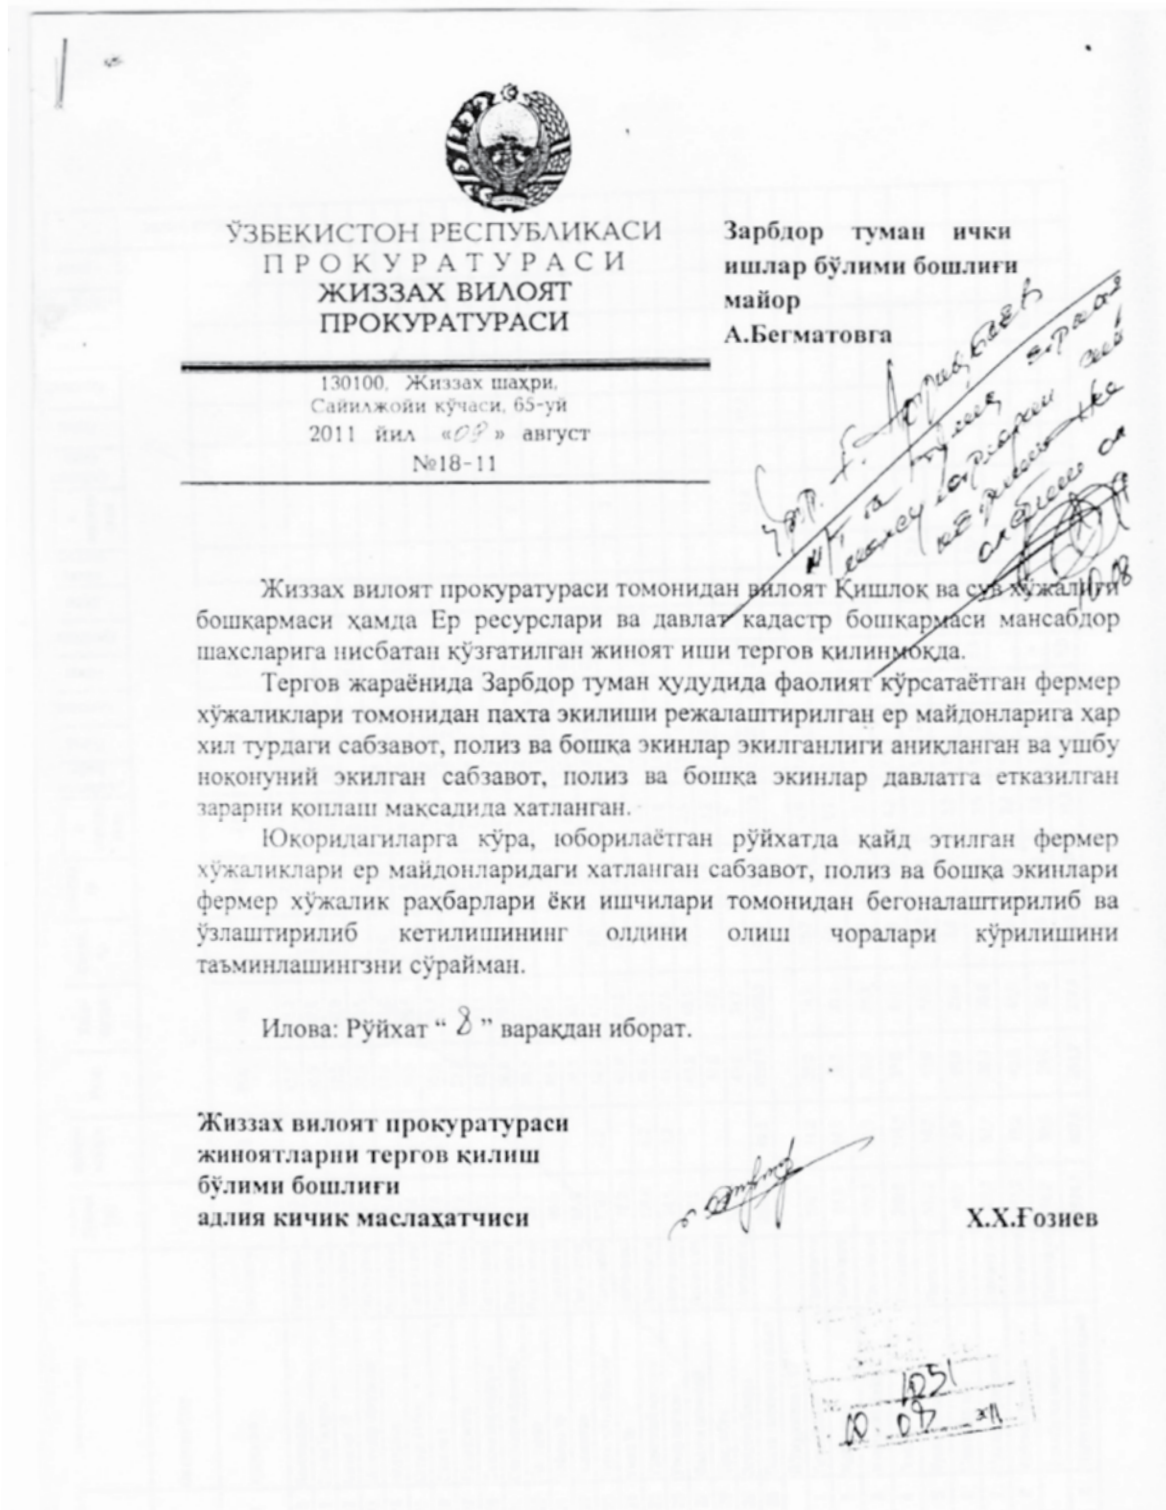 ЎЗБЕКИСТОН РЕСПУБЛИКАСИ
ПРОКУРАТУРАСИ
ЖИЗЗАХ ВИЛОЯТ
ПРОКУРАТУРАСИ
130100, Жиззах шаҳри,
Сайилжойи кўчаси, 65-уй
2011 йил «09» август
№18-11
Зарбдор туман ички
ишлар бўлими бошлиғи
майор
А.Бегматовга
Жиззах вилоят прокуратураси томонидан вилоят Қишлоқ ва сув хўжалиги
бошқармаси ҳамда Ер ресурслари ва давлат кадастр бошқармаси мансабдор
шахсларига нисбатан қўзғатилган жиноят иши тергов қилинмоқда.
Тергов жараёнида Зарбдор туман ҳудудида фаолият кўрсатаётган фермер
хўжаликлари томонидан пахта экилиши режалаштирилган ер майдонларига ҳар
хил турдаги сабзавот, полиз ва бошқа экинлар экилганлиги аниқланган ва ушбу
ноқонуний экилган сабзавот, полиз ва бошқа экинлар давлатга етказилган
зарарни қоплаш мақсадида хатланган.
Юқоридагиларга кўра, юборилаётган рўйхатда қайд этилган фермер
хўжаликлари ер майдонларидаги хатланган сабзавот, полиз ва бошқа экинлари
фермер хўжалик раҳбарлари ёки ишчилари томонидан бегоналаштирилиб ва
ўзлаштирилиб кетилишининг олдини олиш чоралари кўрилишини
таъминлашингзни сўрайман.
Илова: Рўйхат “ 8 ” варақдан иборат.
Жиззах вилоят прокуратураси
жиноятларни тергов қилиш
бўлими бошлиғи
адлия кичик маслаҳатчиси
Х.Х.Ғозиев
1051